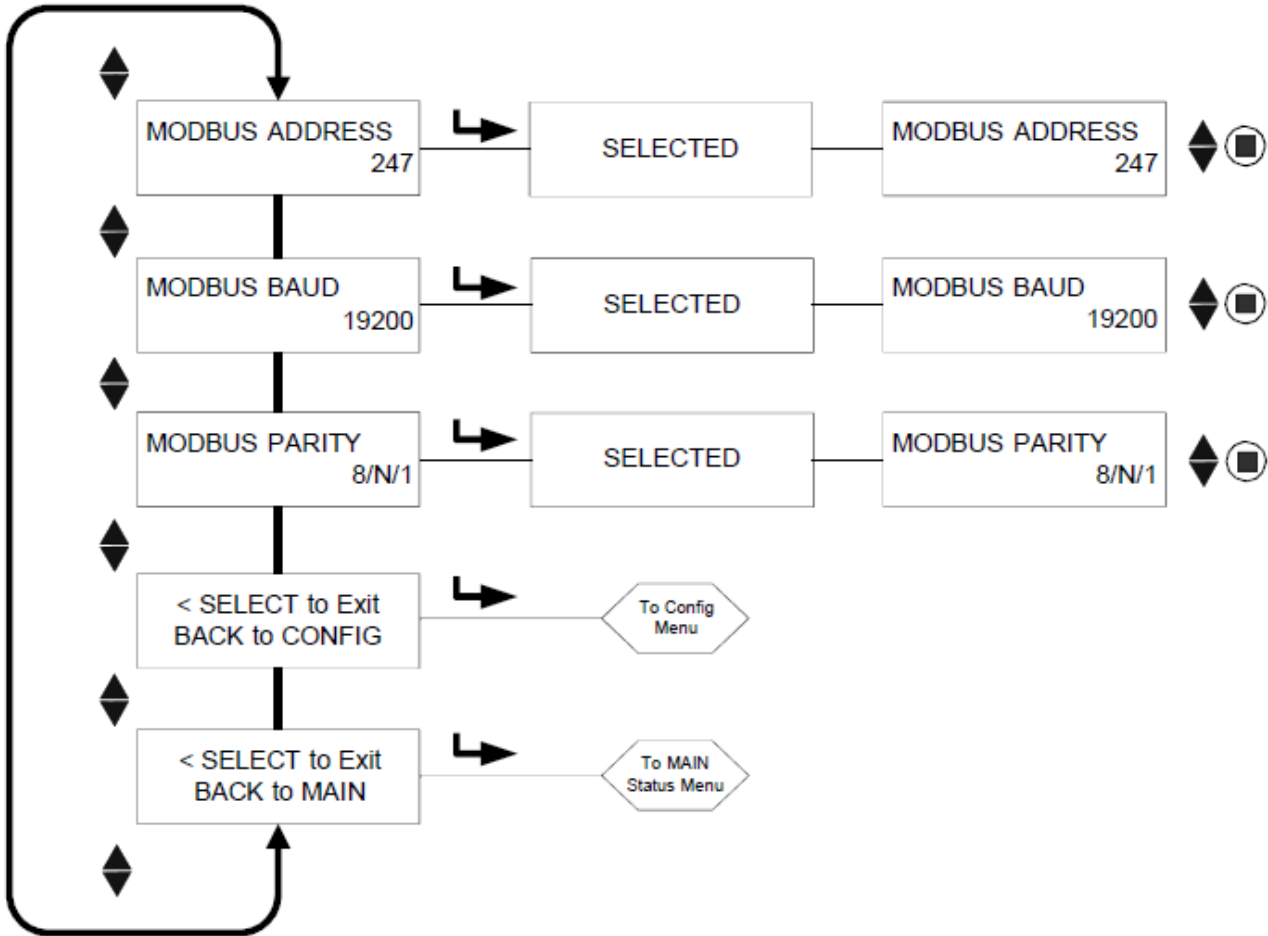 MODBUS ADDRESS
247
SELECTED
MODBUS ADDRESS
247
MODBUS BAUD
19200
SELECTED
MODBUS BAUD
19200
MODBUS PARITY
8/N/1
SELECTED
MODBUS PARITY
8/N/1
< SELECT to Exit
BACK to CONFIG
To Config
Menu
< SELECT to Exit
BACK to MAIN
To MAIN
Status Menu